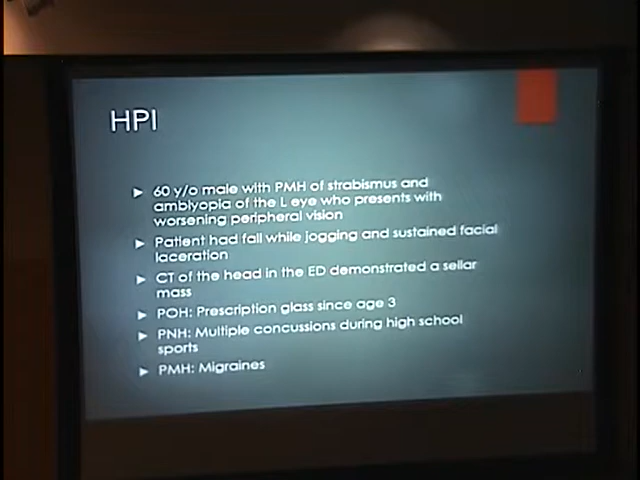 HPI
60 y/o male with PMH of strabismus and
amblyopia of the L eye who presents with
worsening peripheral vision
Patient had fall while jogging and sustained facial
laceration
CT of the head in the ED demonstrated a sellar
mass
POH: Prescription glass since age 3
PNH: Multiple concussions during high school
sports
PMH: Migraines